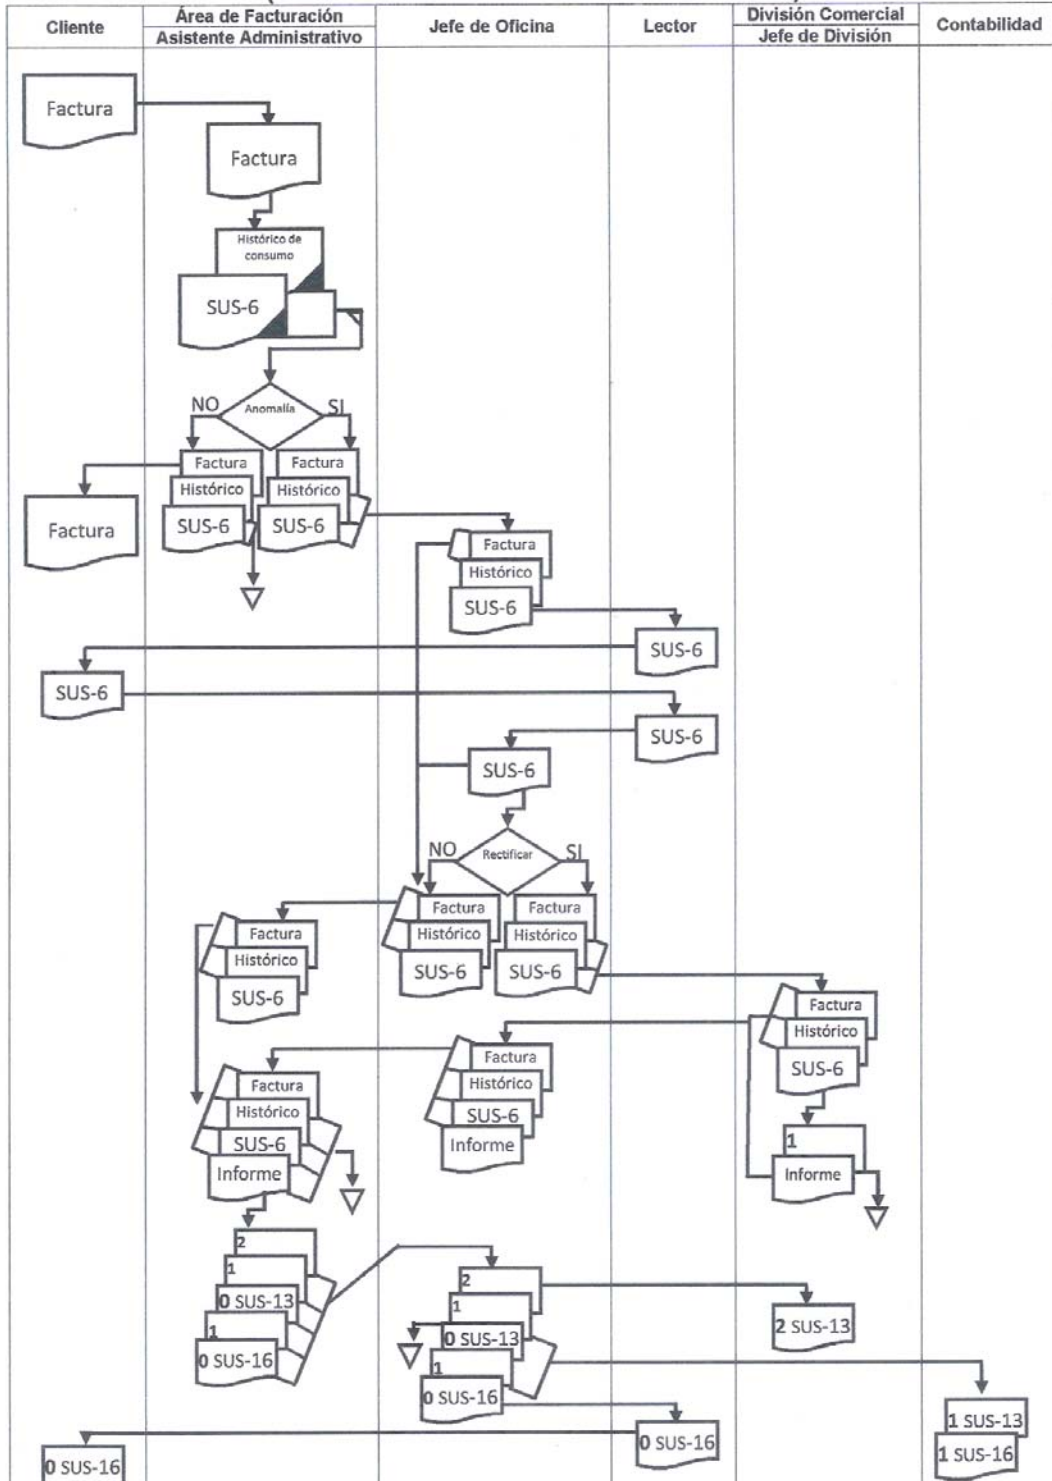 Cliente
Área de Facturación
Asistente Administrativo
Jefe de Oficina
Lector
División Comercial
Jefe de División
Contabilidad
Factura
Factura
Histórico de
consumo
SUS-6
Anomalía
NO
SI
Factura
Histórico
SUS-6
Factura
Histórico
SUS-6
Factura
Factura
Histórico
SUS-6
SUS-6
SUS-6
SUS-6
SUS-6
Rectificar
NO
SI
Factura
Histórico
SUS-6
Factura
Histórico
SUS-6
Factura
Histórico
SUS-6
Factura
Histórico
SUS-6
Factura
Histórico
SUS-6
Informe
Factura
Histórico
SUS-6
Informe
1
Informe
2
1
0 SUS-13
1
0 SUS-16
2
1
0 SUS-13
1
0 SUS-16
2 SUS-13
1 SUS-13
1 SUS-16
0 SUS-16
0 SUS-16